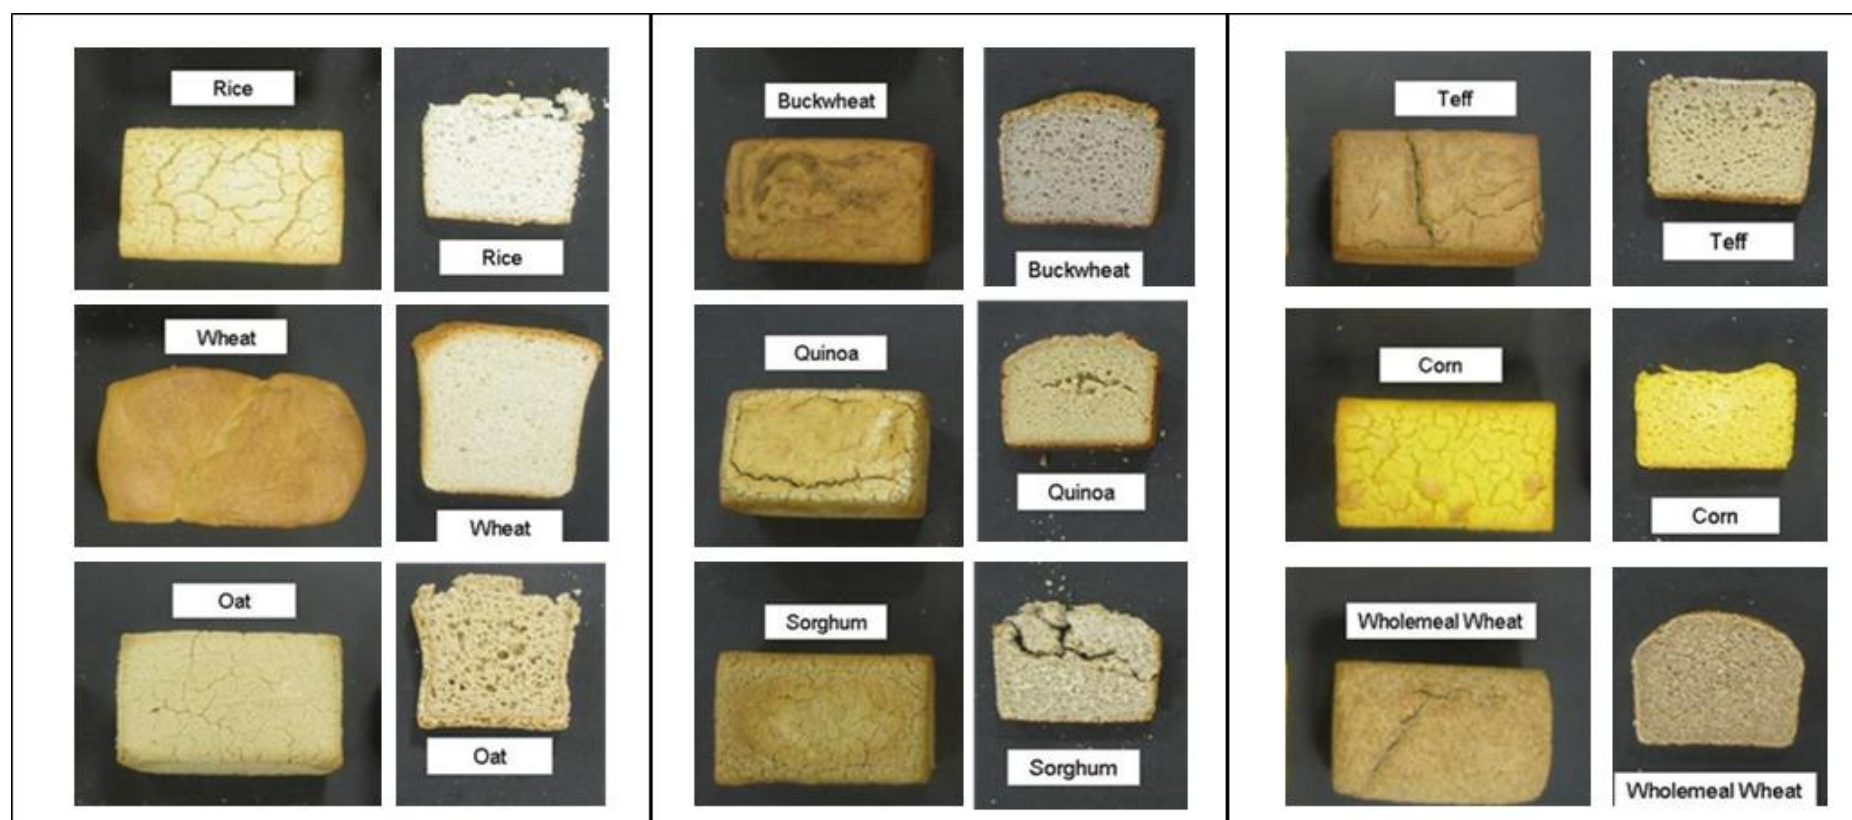 Rice
Rice
Wheat
Wheat
Oat
Oat
Buckwheat
Buckwheat
Quinoa
Quinoa
Sorghum
Sorghum
Teff
Teff
Corn
Corn
Wholemeal Wheat
Wholemeal Wheat